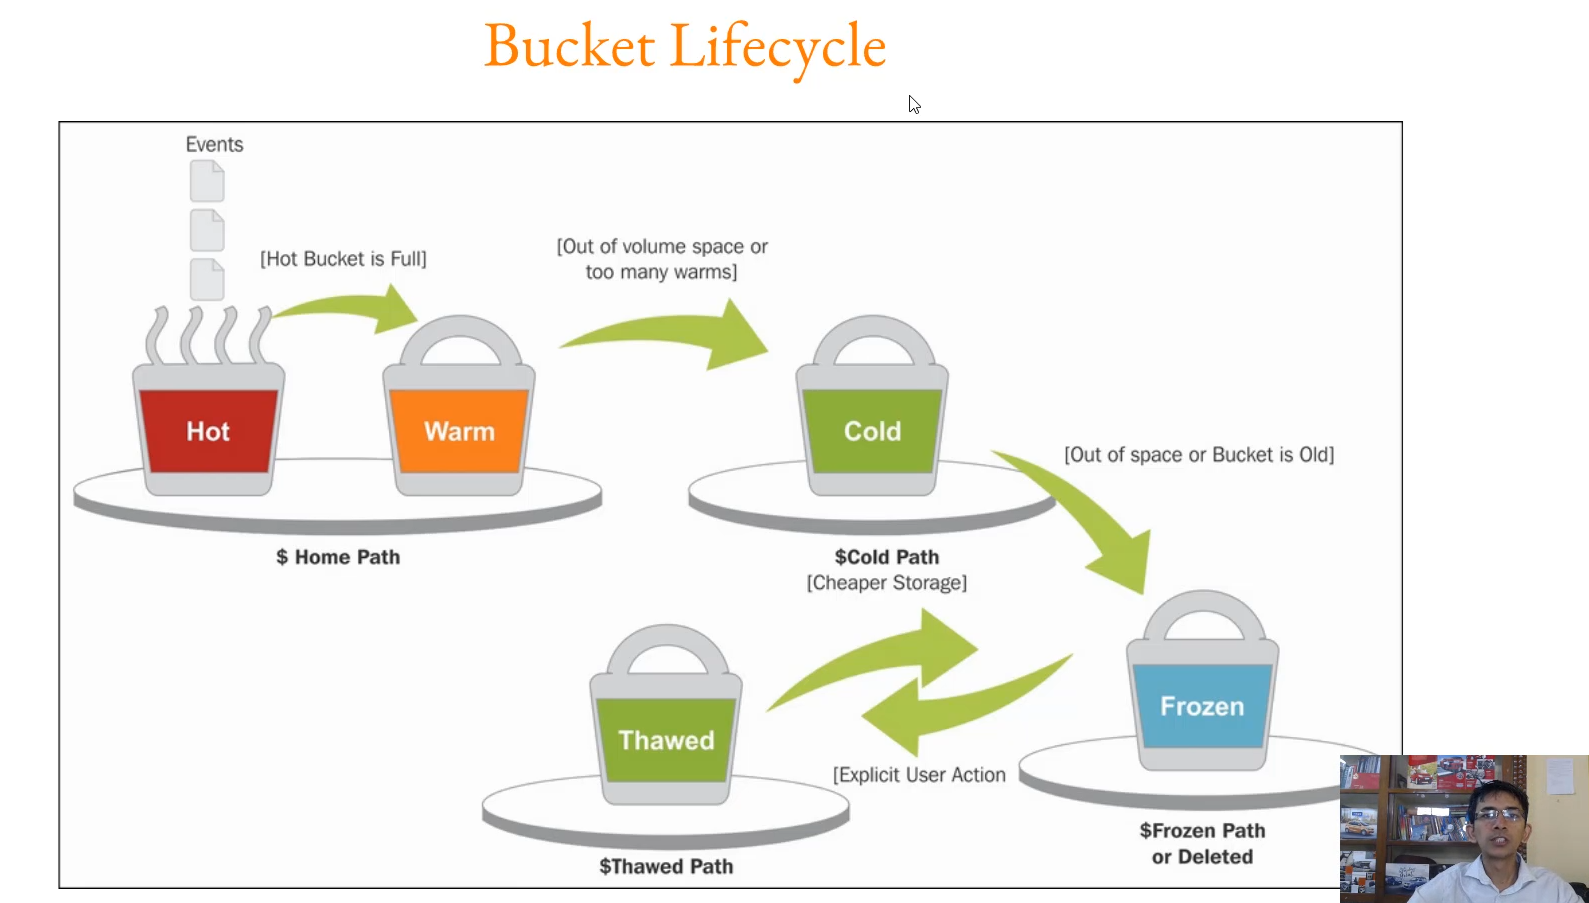 Bucket Lifecycle
Events
[Hot Bucket is Full]
[Out of volume space or
too many warms]
Hot
Warm
Cold
[Out of space or Bucket is Old]
$ Home Path
$Cold Path
[Cheaper Storage]
Thawed
Frozen
[Explicit User Action
$Frozen Path
or Deleted
$Thawed Path